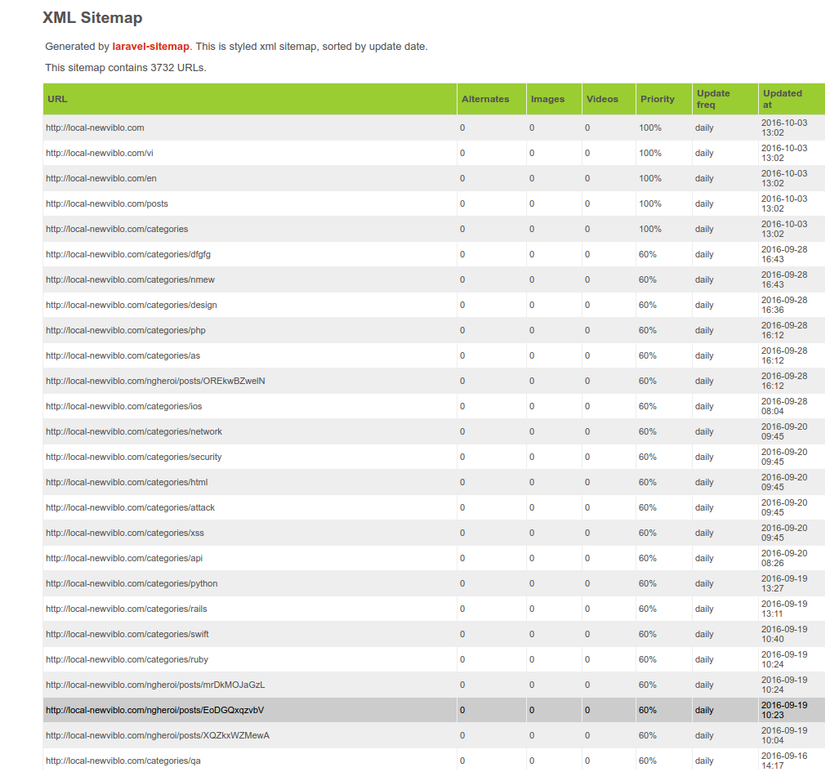 XML Sitemap
Generated by laravel-sitemap. This is styled xml sitemap, sorted by update date.
This sitemap contains 3732 URLs.
URL Alternates Images Videos Priority Update freq Updated at
http://local-newviblo.com 0 0 0 100% daily 2016-10-03 13:02
http://local-newviblo.com/vi 0 0 0 100% daily 2016-10-03 13:02
http://local-newviblo.com/en 0 0 0 100% daily 2016-10-03 13:02
http://local-newviblo.com/posts 0 0 0 100% daily 2016-10-03 13:02
http://local-newviblo.com/categories 0 0 0 100% daily 2016-10-03 13:02
http://local-newviblo.com/categories/dfgfg 0 0 0 60% daily 2016-09-28 16:43
http://local-newviblo.com/categories/nmew 0 0 0 60% daily 2016-09-28 16:43
http://local-newviblo.com/categories/design 0 0 0 60% daily 2016-09-28 16:36
http://local-newviblo.com/categories/php 0 0 0 60% daily 2016-09-28 16:12
http://local-newviblo.com/categories/as 0 0 0 60% daily 2016-09-28 16:12
http://local-newviblo.com/ngheroi/posts/OREkwBZwelN 0 0 0 60% daily 2016-09-28 16:12
http://local-newviblo.com/categories/ios 0 0 0 60% daily 2016-09-28 08:04
http://local-newviblo.com/categories/network 0 0 0 60% daily 2016-09-20 09:45
http://local-newviblo.com/categories/security 0 0 0 60% daily 2016-09-20 09:45
http://local-newviblo.com/categories/html 0 0 0 60% daily 2016-09-20 09:45
http://local-newviblo.com/categories/attack 0 0 0 60% daily 2016-09-20 09:45
http://local-newviblo.com/categories/xss 0 0 0 60% daily 2016-09-20 09:45
http://local-newviblo.com/categories/api 0 0 0 60% daily 2016-09-20 08:26
http://local-newviblo.com/categories/python 0 0 0 60% daily 2016-09-19 13:27
http://local-newviblo.com/categories/rails 0 0 0 60% daily 2016-09-19 13:11
http://local-newviblo.com/categories/swift 0 0 0 60% daily 2016-09-19 10:40
http://local-newviblo.com/categories/ruby 0 0 0 60% daily 2016-09-19 10:24
http://local-newviblo.com/ngheroi/posts/mrDkMOJaGzL 0 0 0 60% daily 2016-09-19 10:24
http://local-newviblo.com/ngheroi/posts/EoDGQxqzvbV 0 0 0 60% daily 2016-09-19 10:23
http://local-newviblo.com/ngheroi/posts/XQZkxWZMewA 0 0 0 60% daily 2016-09-19 10:04
http://local-newviblo.com/categories/qa 0 0 0 60% daily 2016-09-16 14:17